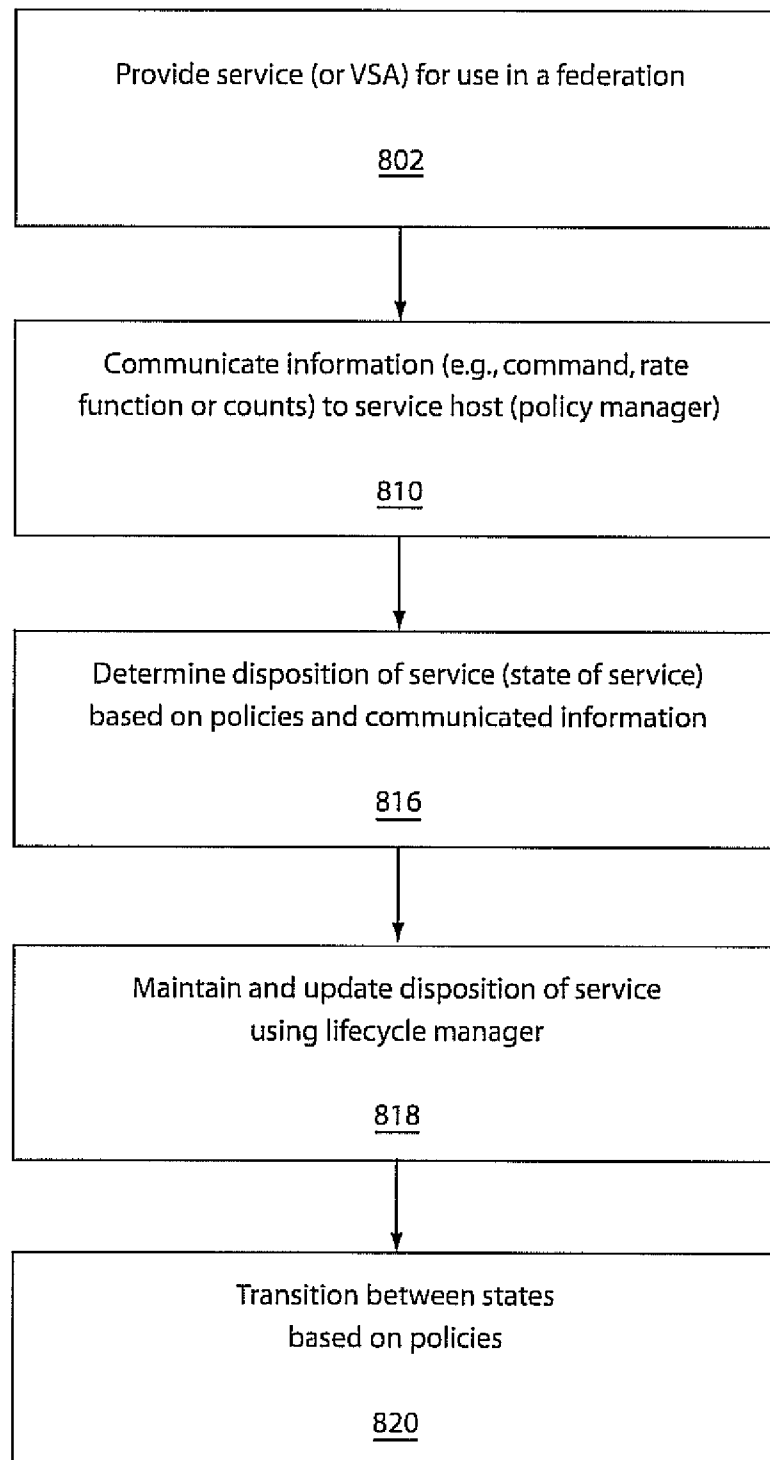 Provide service (or VSA) for use in a federation
802
Communicate information (e.g., command, rate
function or counts) to service host (policy manager)
810
Determine disposition of service (state of service)
based on policies and communicated information
816
Maintain and update disposition of service
using lifecycle manager
818
Transition between states
based on policies
820